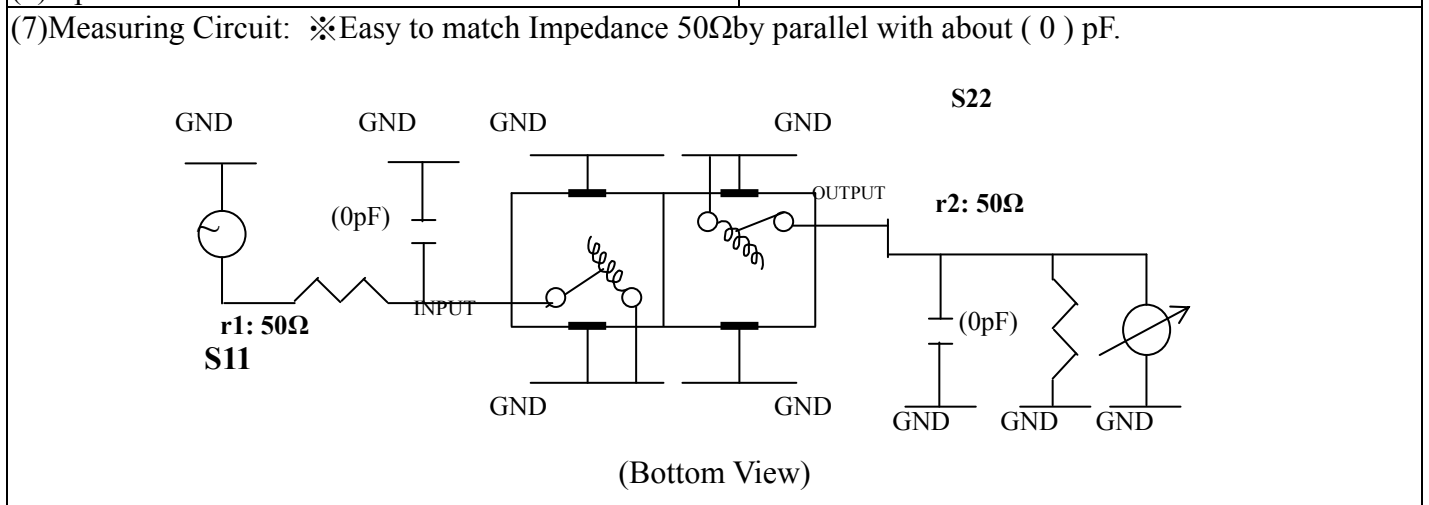 (7)Measuring Circuit: ※Easy to match Impedance 50Ωby parallel with about ( 0 ) pF.
S22
GND GND GND GND
(0pF)
OUTPUT
r2: 50Ω
INPUT
r1: 50Ω
(0pF)
S11
GND GND
GND GND GND
(Bottom View)